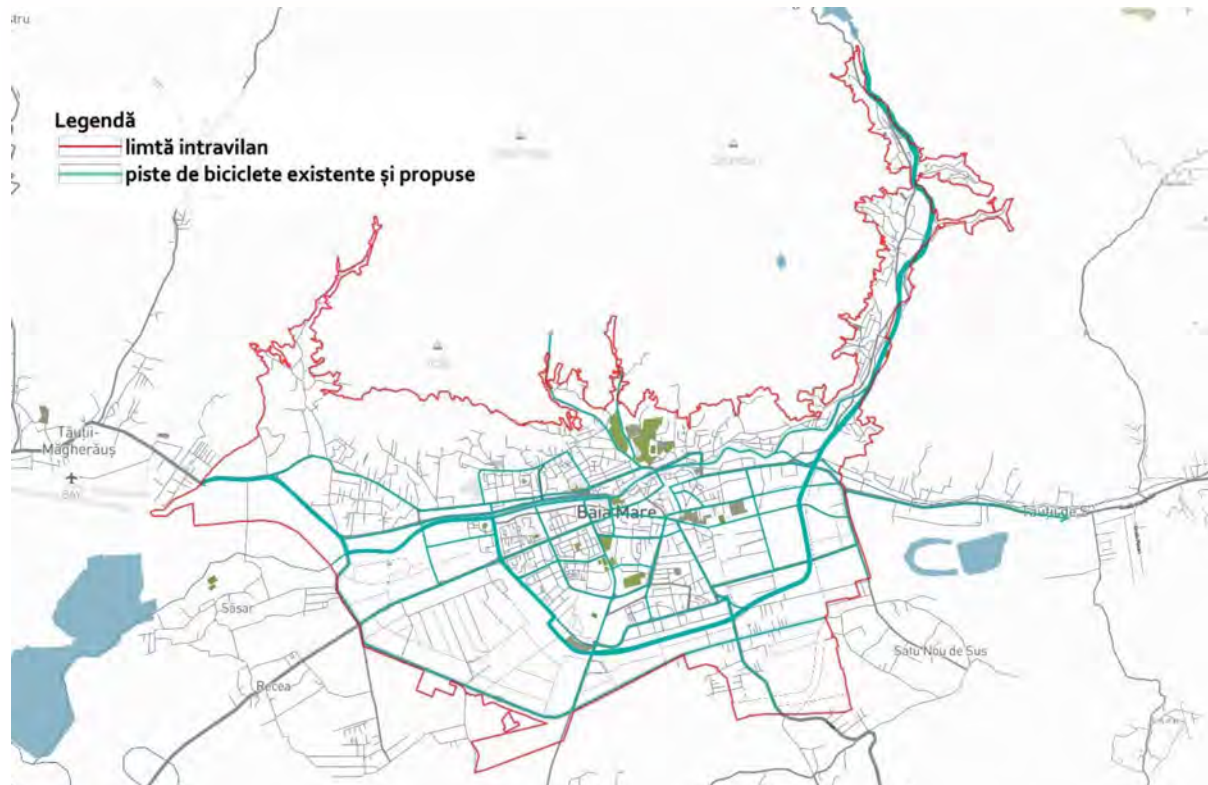 stru
Legendă
limtă intravilan
piste de biciclete existente și propuse
Tăuții-
Măgherăuș
Baia Mare
Săsar
Recea
Satu Nou de Sus